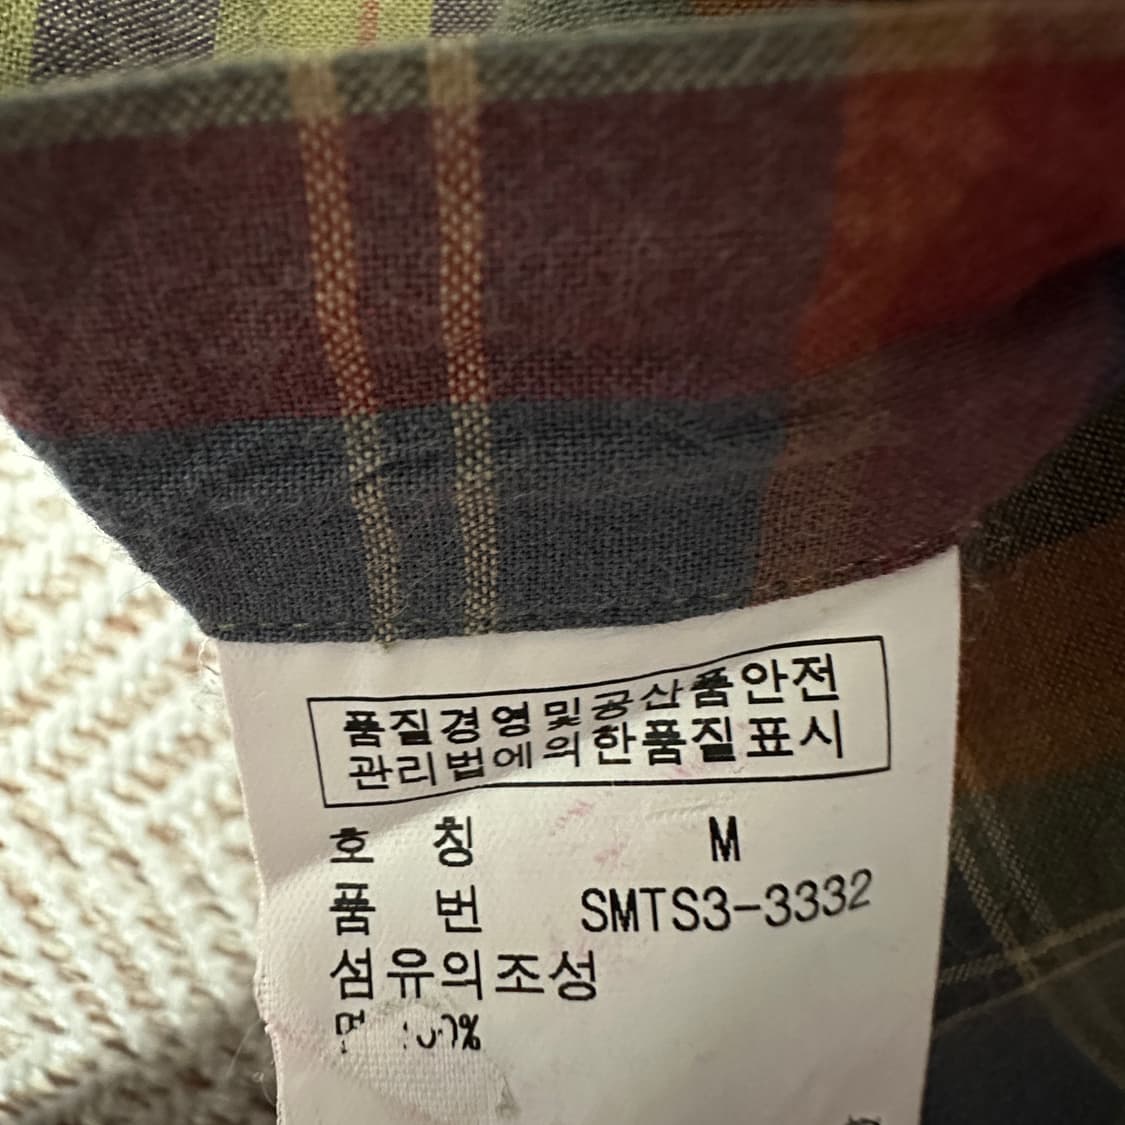 품질경영및공산품안전
관리법에의한품질표시
호 칭 M
품 번 SMTS3-3332
섬유의조성